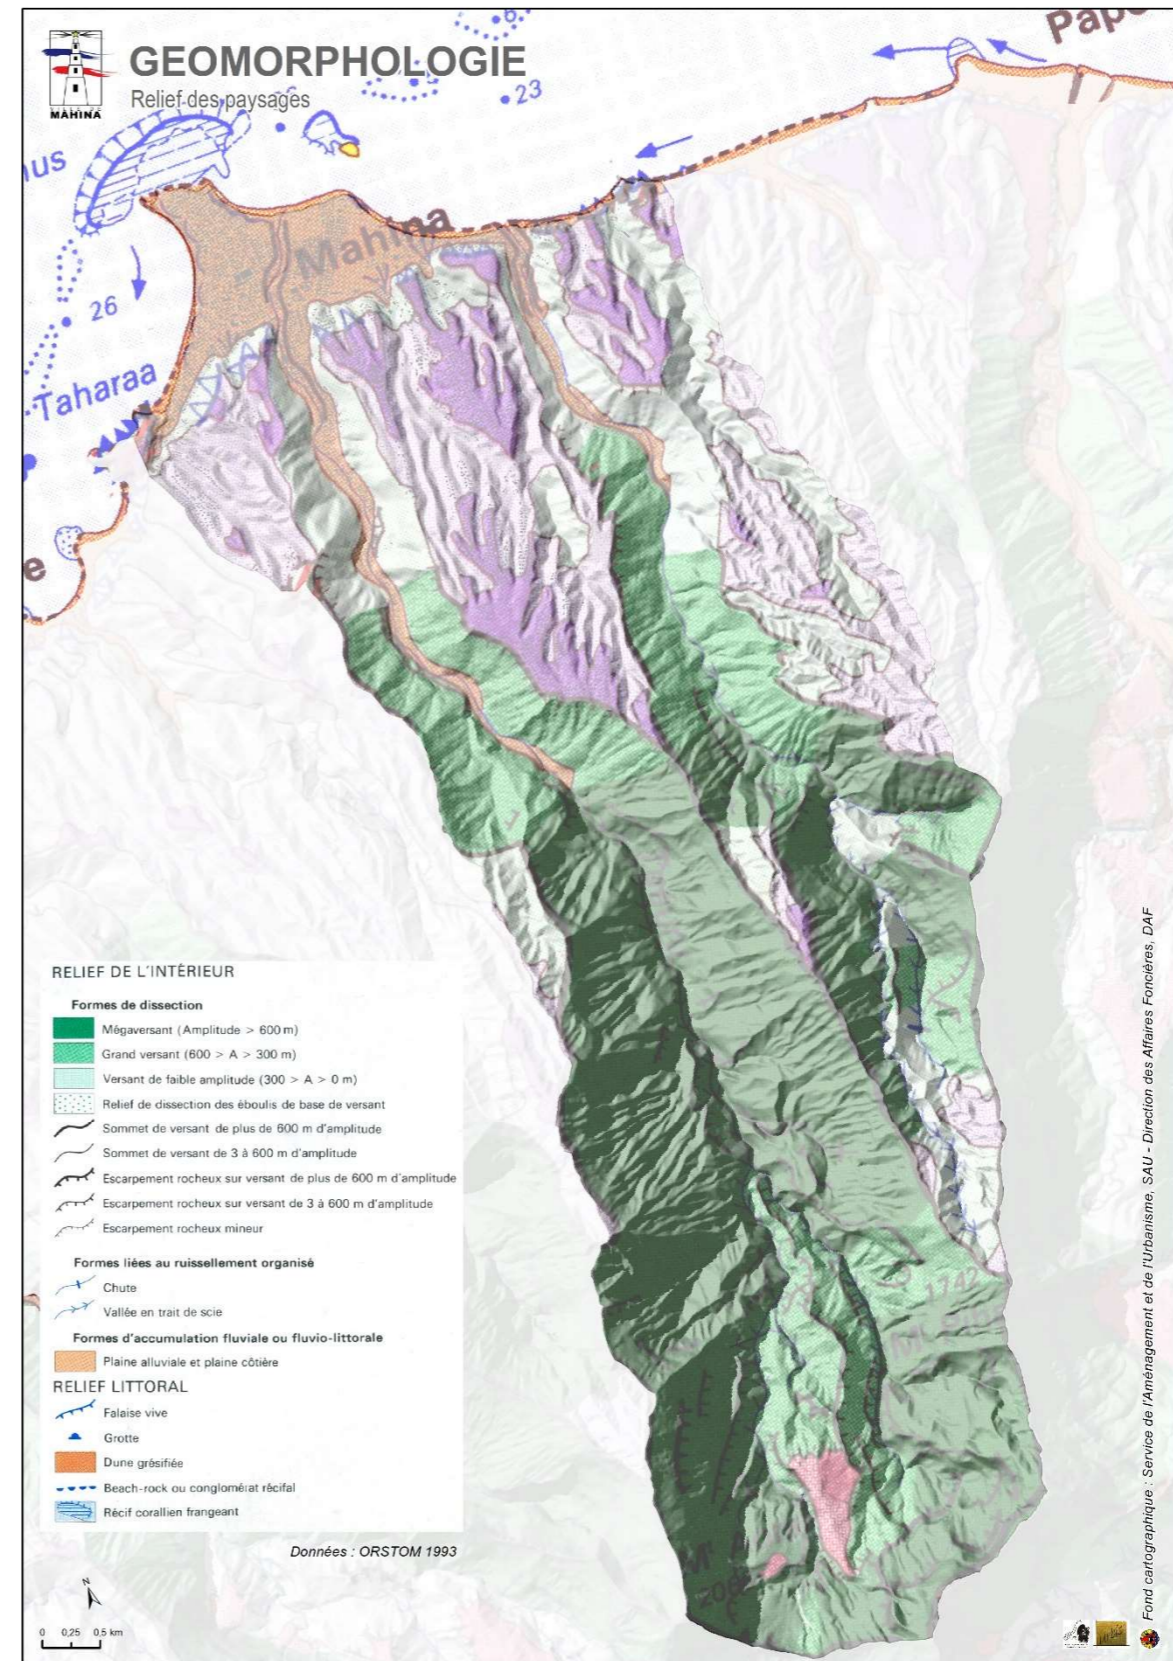 GEOMORPHOLOGIE
Relief des paysages
MAHINA
23
26
Mahina
Taharaa
1742
RELIEF DE L'INTÉRIEUR
Formes de dissection
Mégaversant (Amplitude > 600 m)
Grand versant (600 > A > 300 m)
Versant de faible amplitude (300 > A > 0 m)
Relief de dissection des éboulis de base de versant
Sommet de versant de plus de 600 m d'amplitude
Sommet de versant de 3 à 600 m d'amplitude
Escarpement rocheux sur versant de plus de 600 m d'amplitude
Escarpement rocheux sur versant de 3 à 600 m d'amplitude
Escarpement rocheux mineur
Formes liées au ruissellement organisé
Chute
Vallée en trait de scie
Formes d'accumulation fluviale ou fluvio-littorale
Plaine alluviale et plaine côtière
RELIEF LITTORAL
Falaise vive
Grotte
Dune grésifiée
Beach-rock ou conglomérat récifal
Récif corallien frangeant
Données : ORSTOM 1993
N
0 0,25 0,5 km
Fond cartographique : Service de l'Aménagement et de l'Urbanisme, SAU - Direction des Affaires Foncières, DAF